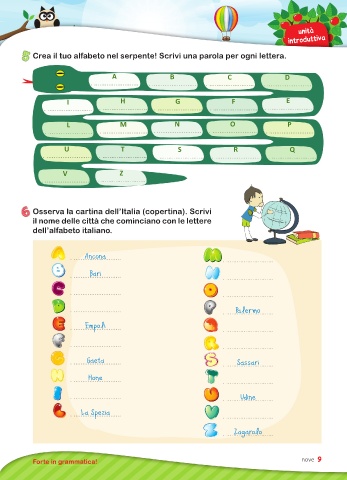 unità
introduttiva
5 Crea il tuo alfabeto nel serpente! Scrivi una parola per ogni lettera.
A B C D
I H G F E
L M N O P
U T S R Q
V Z
6 Osserva la cartina dell'Italia (copertina). Scrivi
il nome delle città che cominciano con le lettere
dell'alfabeto italiano.
A Ancona
B Bari
C
D
E Empoli
F
G Gaeta
H Hone
I
L La Spezia
M
N
O
P Palermo
Q
R
S Sassari
T
U Udine
V
Z Zagarolo
Forte in grammatica!
nove 9